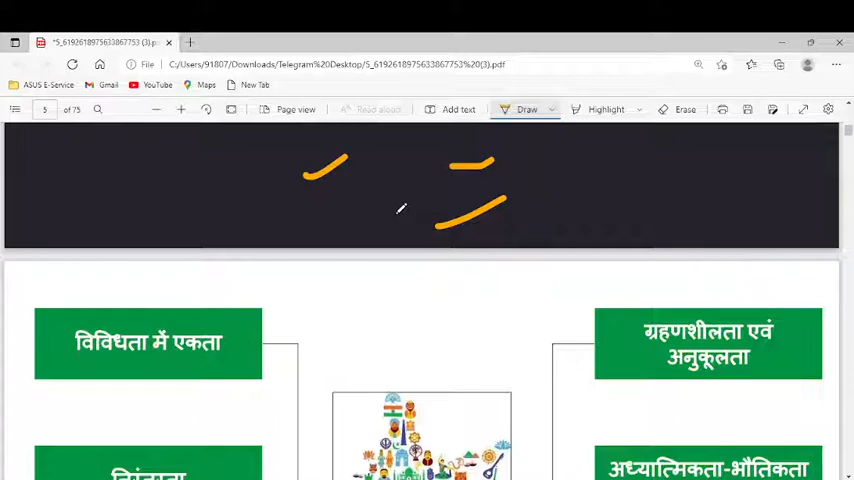 *5_6192618975633867753 (3).pdf
File C:/Users/91807/Downloads/Telegram%20Desktop/5_6192618975633867753%20(3).pdf
ASUS E-Service Gmail YouTube Maps New Tab
5 of 75 Page view Read aloud Add text Draw Highlight Erase
विविधता में एकता
ग्रहणशीलता एवं
अनुकूलता
अध्यात्मिकता-भौतिकता